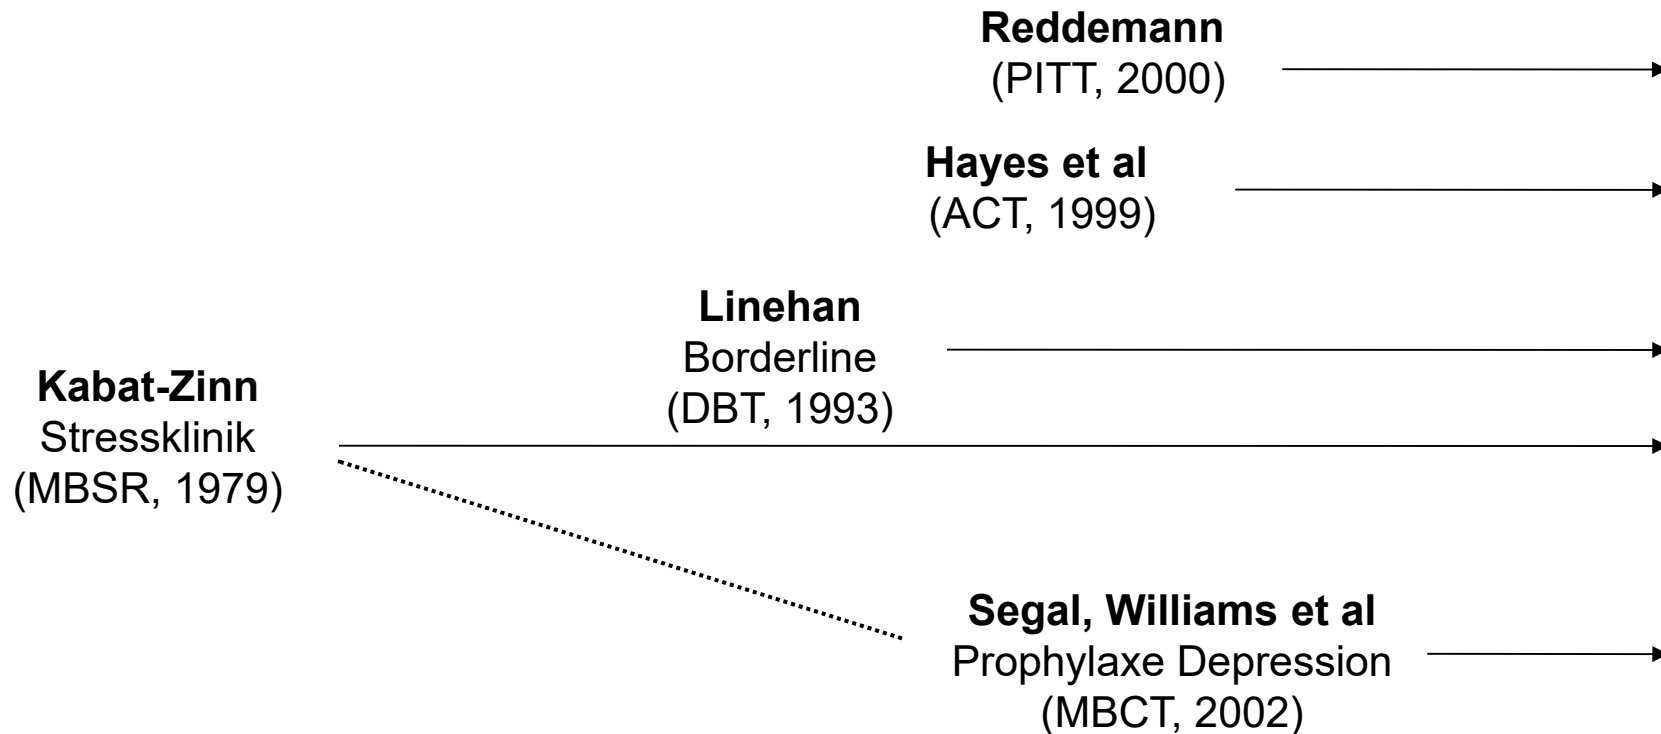 Reddemann
(PITT, 2000)
Hayes et al
(ACT, 1999)
Linehan
Borderline
(DBT, 1993)
Kabat-Zinn
Stressklinik
(MBSR, 1979)
Segal, Williams et al
Prophylaxe Depression
(MBCT, 2002)